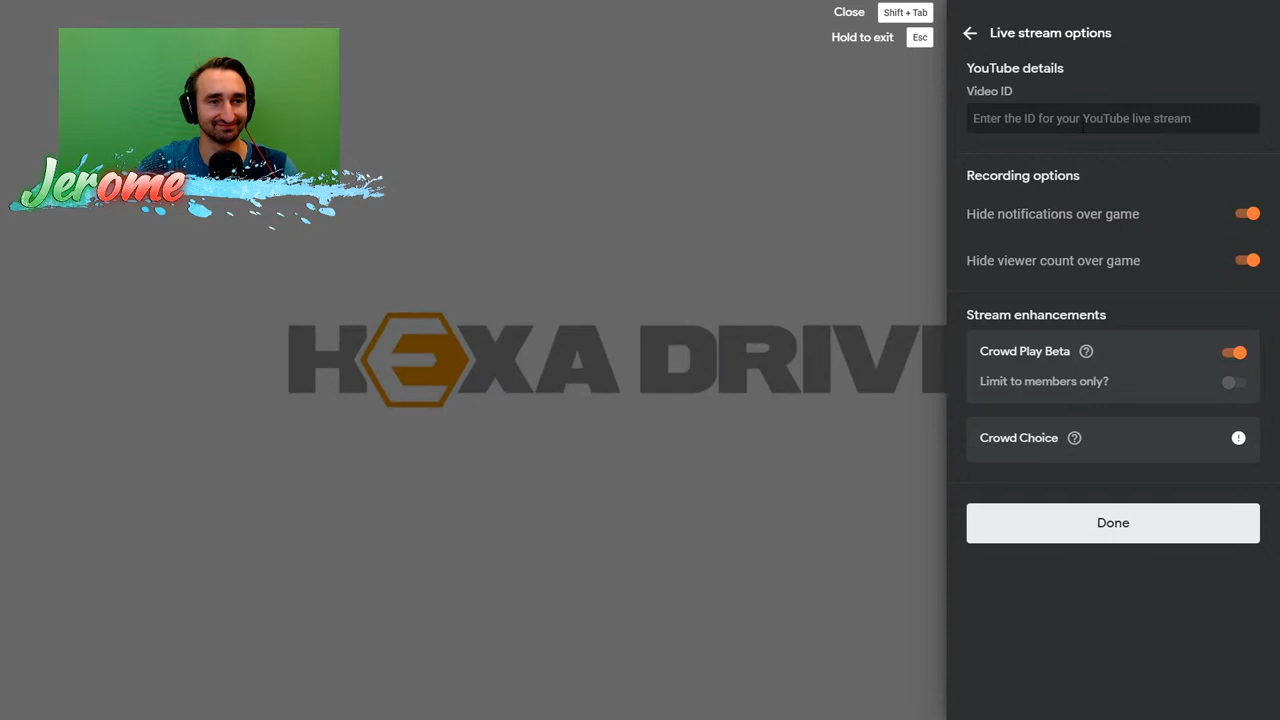 Close Shift + Tab
Hold to exit Esc
Jerome
HEXA DRIVE
Live stream options
YouTube details
Video ID
Enter the ID for your YouTube live stream
Recording options
Hide notifications over game
Hide viewer count over game
Stream enhancements
Crowd Play Beta ?
Limit to members only?
Crowd Choice ? !
Done